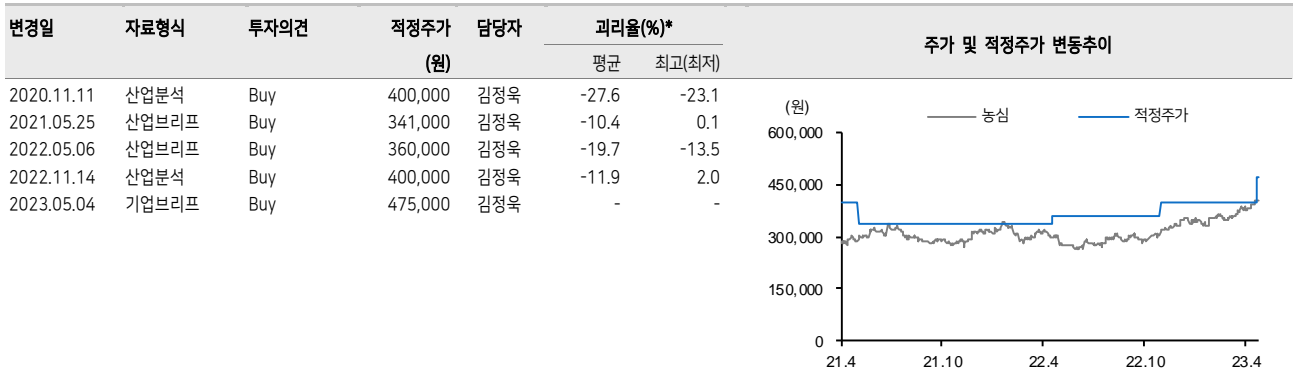 변경일 자료형식 투자의견 적정주가 담당자 괴리율(%)*
(원) 평균 최고(최저)
2020.11.11 산업분석 Buy 400,000 김정욱 -27.6 -23.1
2021.05.25 산업브리프 Buy 341,000 김정욱 -10.4 0.1
2022.05.06 산업브리프 Buy 360,000 김정욱 -19.7 -13.5
2022.11.14 산업분석 Buy 400,000 김정욱 -11.9 2.0
2023.05.04 기업브리프 Buy 475,000 김정욱 - -
주가 및 적정주가 변동추이
(원) 농심 적정주가
600,000
450,000
300,000
150,000
0
21.4 21.10 22.4 22.10 23.4